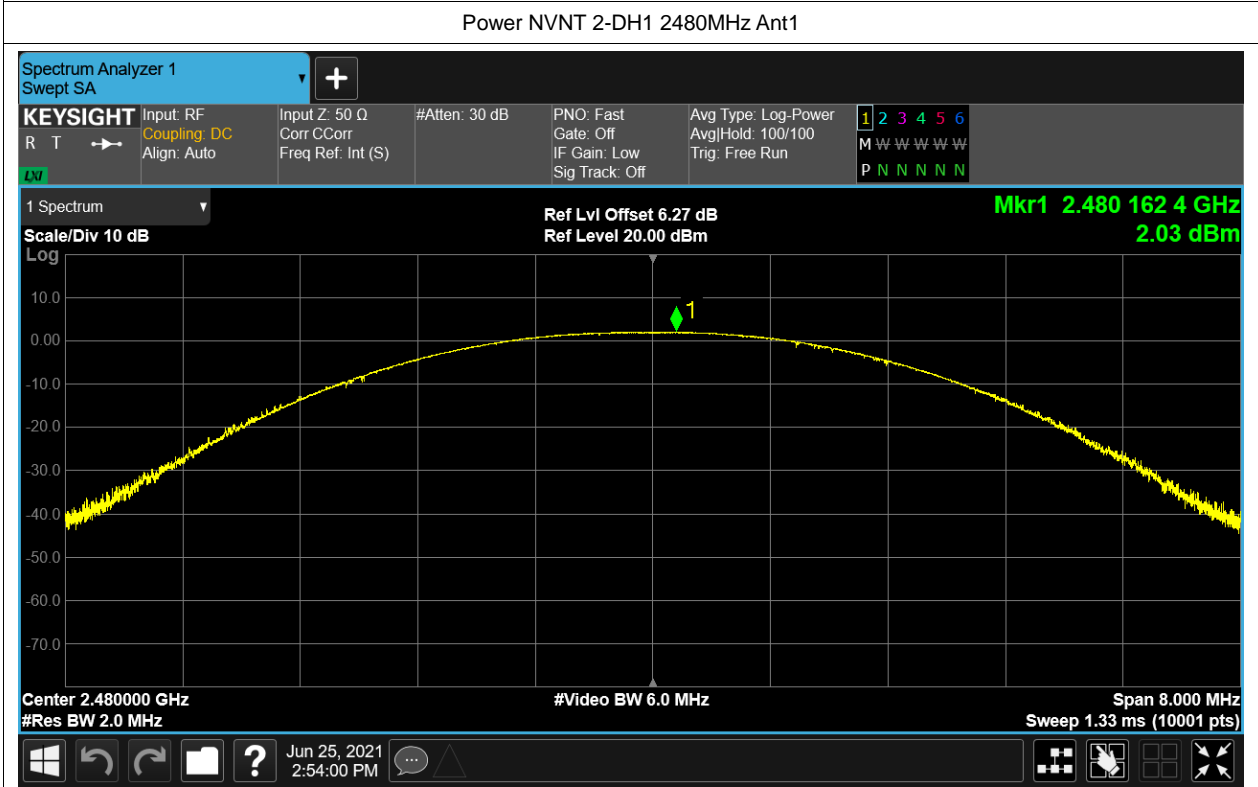 Power NVNT 2-DH1 2480MHz Ant1
Spectrum Analyzer 1
Swept SA
KEYSIGHT
R T
LXI
Input: RF
Coupling: DC
Align: Auto
Input Z: 50 Ω
Corr CCorr
Freq Ref: Int (S)
#Atten: 30 dB
PNO: Fast
Gate: Off
IF Gain: Low
Sig Track: Off
Avg Type: Log-Power
Avg|Hold: 100/100
Trig: Free Run
1 2 3 4 5 6
M W W W W W
P N N N N N
1 Spectrum
Scale/Div 10 dB
Ref Lvl Offset 6.27 dB
Ref Level 20.00 dBm
Mkr1 2.480 162 4 GHz
2.03 dBm
Log
10.0
0.00
-10.0
-20.0
-30.0
-40.0
-50.0
-60.0
-70.0
1
Center 2.480000 GHz
#Res BW 2.0 MHz
#Video BW 6.0 MHz
Span 8.000 MHz
Sweep 1.33 ms (10001 pts)
?
Jun 25, 2021
2:54:00 PM